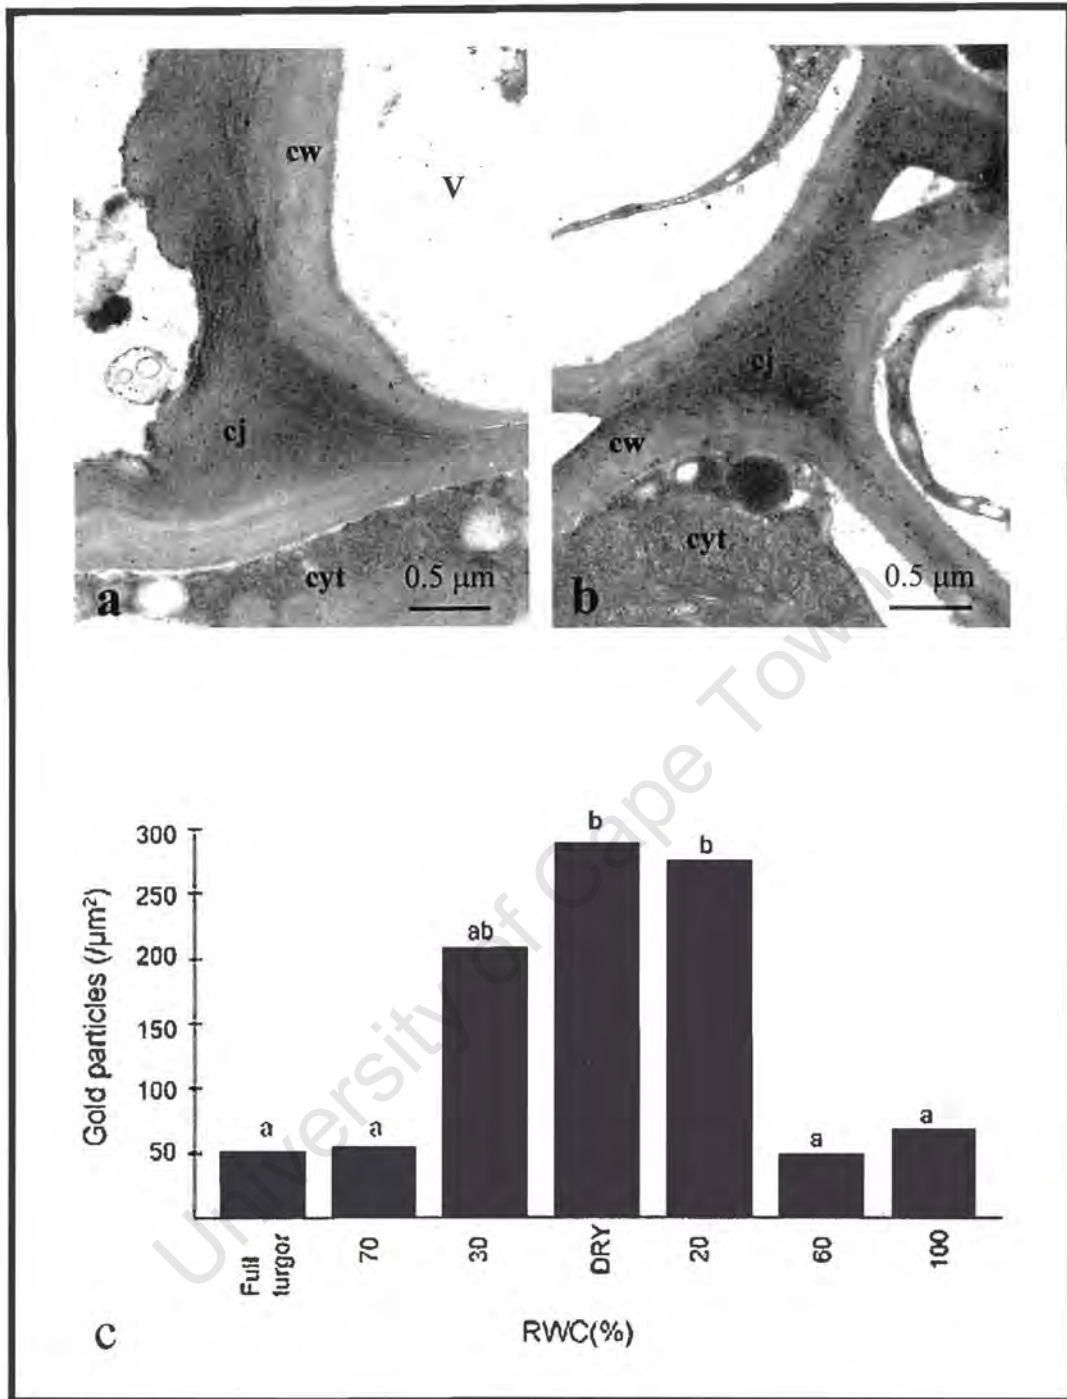 cw
V
cj
cyt
0.5 µm
a
cj
cw
cyt
0.5 µm
b
300
250
200
150
100
50
Gold particles (/µm²)
a
a
ab
b
b
a
a
Full turgor
70
30
DRY
20
60
100
RWC(%)
c
University of Cape Town